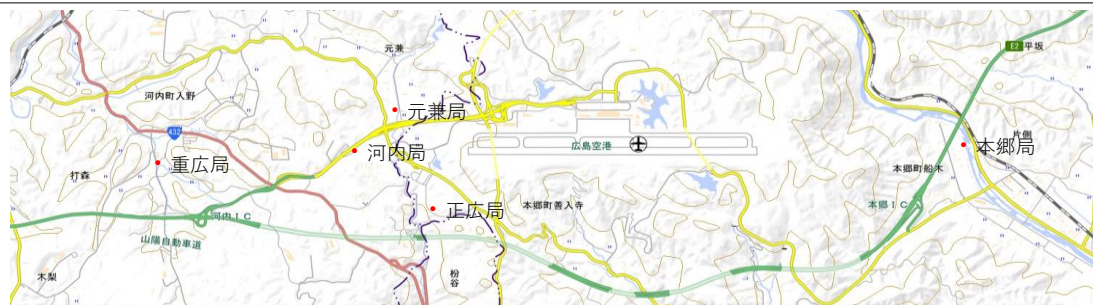 元兼
E2 平坂
河内町入野
元兼局
432
広島空港
片側
本郷局
河内局
重広局
打森
本郷町船木
本郷町善入寺
正広局
本郷IC
河内IC
山陽自動車道
木梨
枌谷